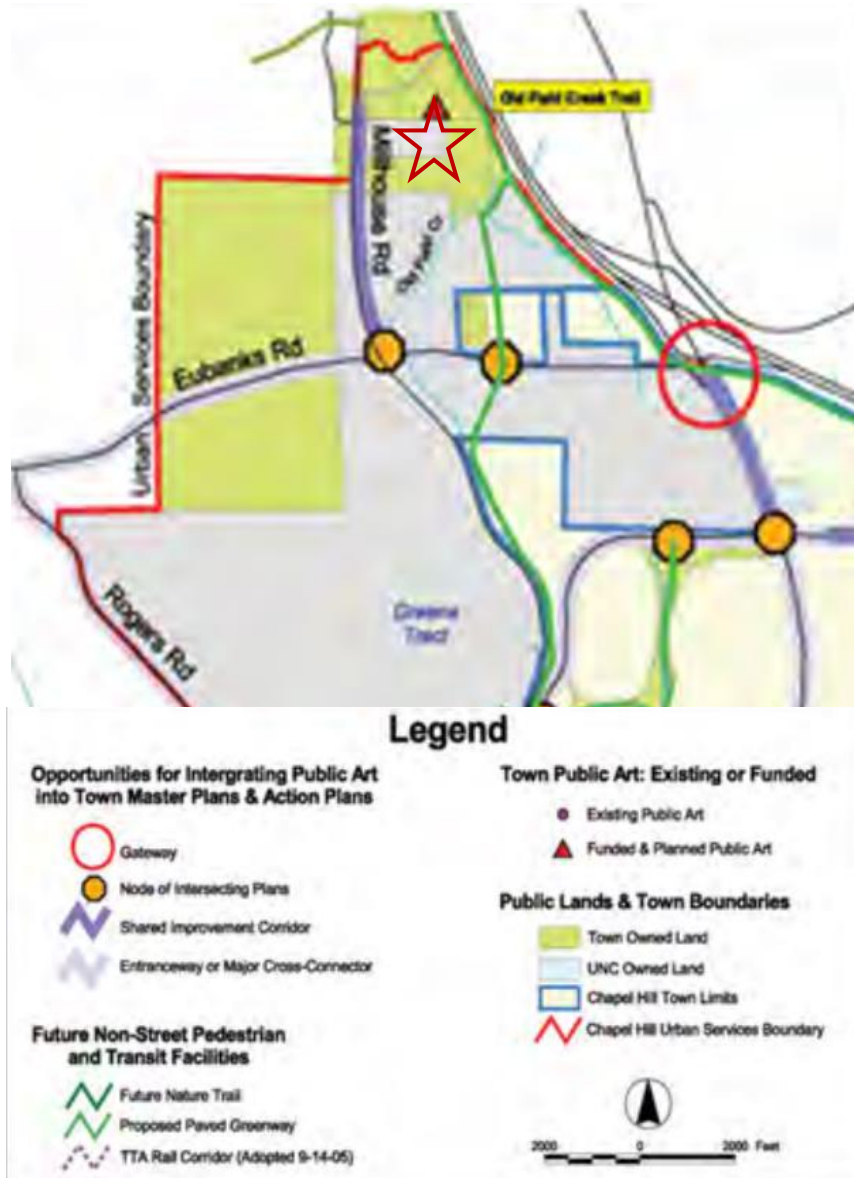 Old Field Creek Trail
Millhouse Rd
Old Field Cr
Urban Services Boundary
Eubanks Rd
Rogers Rd
Greene
Tract
Legend
Opportunities for Intergrating Public Art
into Town Master Plans & Action Plans
Gateway
Node of Intersecting Plans
Shared Improvement Corridor
Entranceway or Major Cross-Connector
Future Non-Street Pedestrian
and Transit Facilities
Future Nature Trail
Proposed Paved Greenway
TTA Rail Corridor (Adopted 9-14-05)
Town Public Art: Existing or Funded
Existing Public Art
Funded & Planned Public Art
Public Lands & Town Boundaries
Town Owned Land
UNC Owned Land
Chapel Hill Town Limits
Chapel Hill Urban Services Boundary
2000 0 2000 Feet